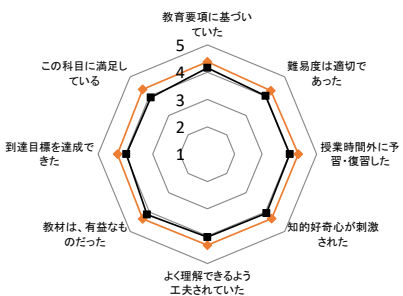 教育要項に基づい
ていた
難易度は適切で
あった
授業時間外に予
習・復習した
知的好奇心が刺激
された
よく理解できるよう
工夫されていた
教材は、有益なも
のだった
到達目標を達成で
きた
この科目に満足し
ている
5
4
3
2
1